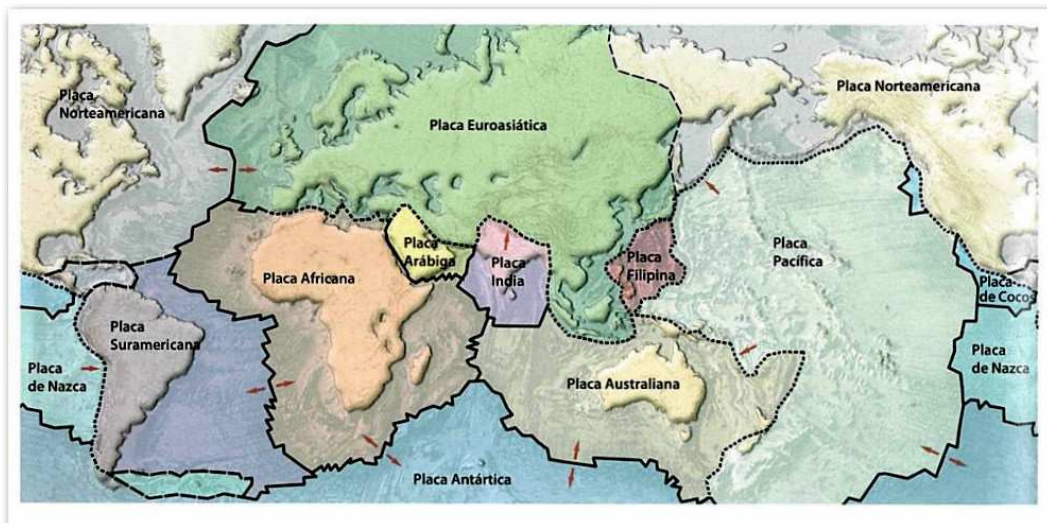 Placa
Norteamericana
Placa Euroasiática
Placa Norteamericana
Placa Africana
Placa
Arábiga
Placa
India
Placa
Filipina
Placa
Pacífica
Placa
de Cocos
Placa
Suramericana
Placa
de Nazca
Placa Australiana
Placa
de Nazca
Placa Antártica